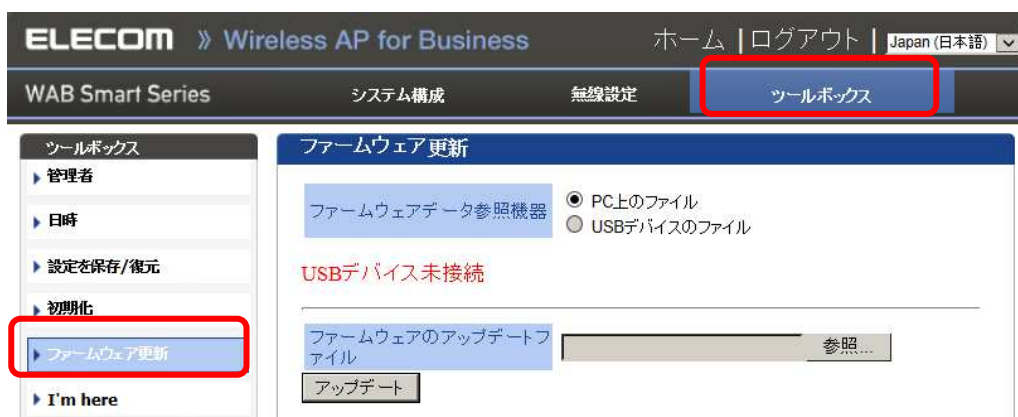 ELECOM » Wireless AP for Business ホーム | ログアウト | Japan (日本語)
WAB Smart Series システム構成 無線設定 ツールボックス
ツールボックス
管理者
日時
設定を保存/復元
初期化
ファームウェア更新
I'm here
ファームウェア更新
ファームウェアデータ参照機器
PC上のファイル
USBデバイスのファイル
USBデバイス未接続
ファームウェアのアップデートフ
ァイル
参照...
アップデート